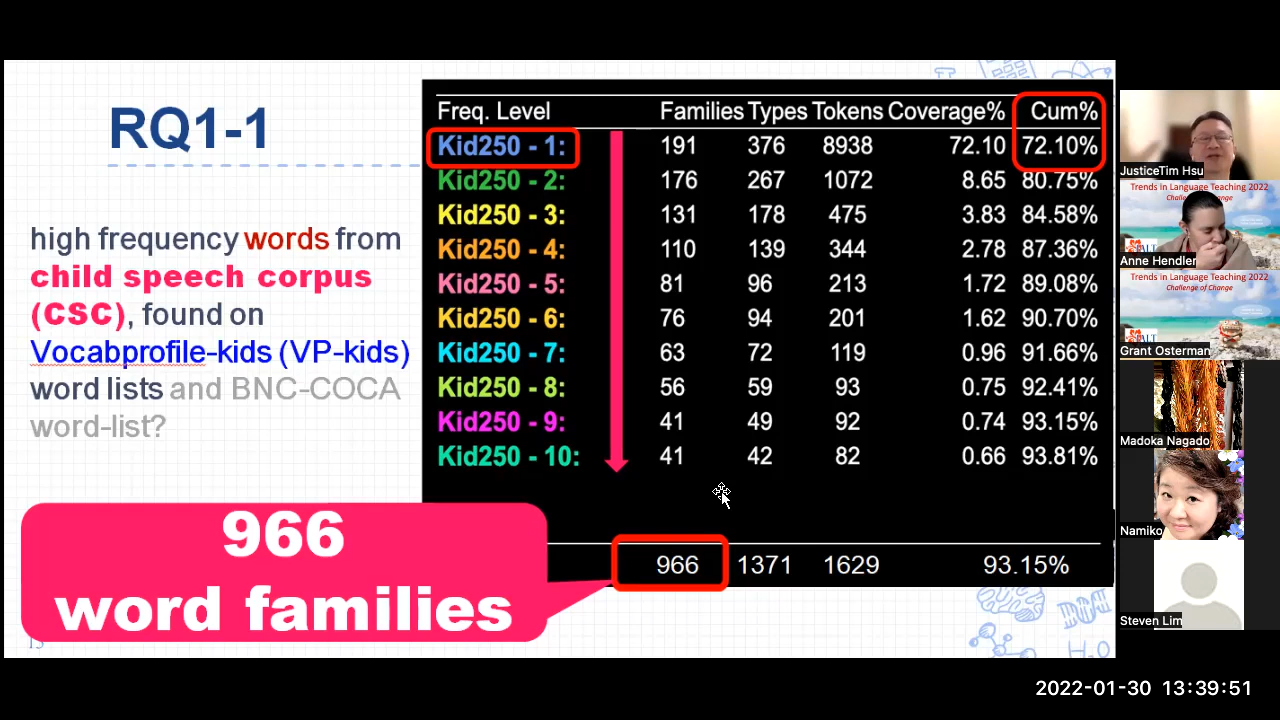 RQ1-1
high frequency words from
child speech corpus
(CSC), found on
Vocabprofile-kids (VP-kids)
word lists and BNC-COCA
word-list?
Freq. Level Families Types Tokens Coverage% Cum%
Kid250 - 1: 191 376 8938 72.10 72.10%
Kid250 - 2: 176 267 1072 8.65 80.75%
Kid250 - 3: 131 178 475 3.83 84.58%
Kid250 - 4: 110 139 344 2.78 87.36%
Kid250 - 5: 81 96 213 1.72 89.08%
Kid250 - 6: 76 94 201 1.62 90.70%
Kid250 - 7: 63 72 119 0.96 91.66%
Kid250 - 8: 56 59 93 0.75 92.41%
Kid250 - 9: 41 49 92 0.74 93.15%
Kid250 - 10: 41 42 82 0.66 93.81%
966 1371 1629 93.15%
966
word families
H₂O
JusticeTim Hsu
Trends In Language Teaching 2022
Anne Hendler
Trends in Language Teaching 2022
Challenge of Change
Grant Osterman
Madoka Nagado
Namiko
Steven Lim
2022-01-30 13:39:51